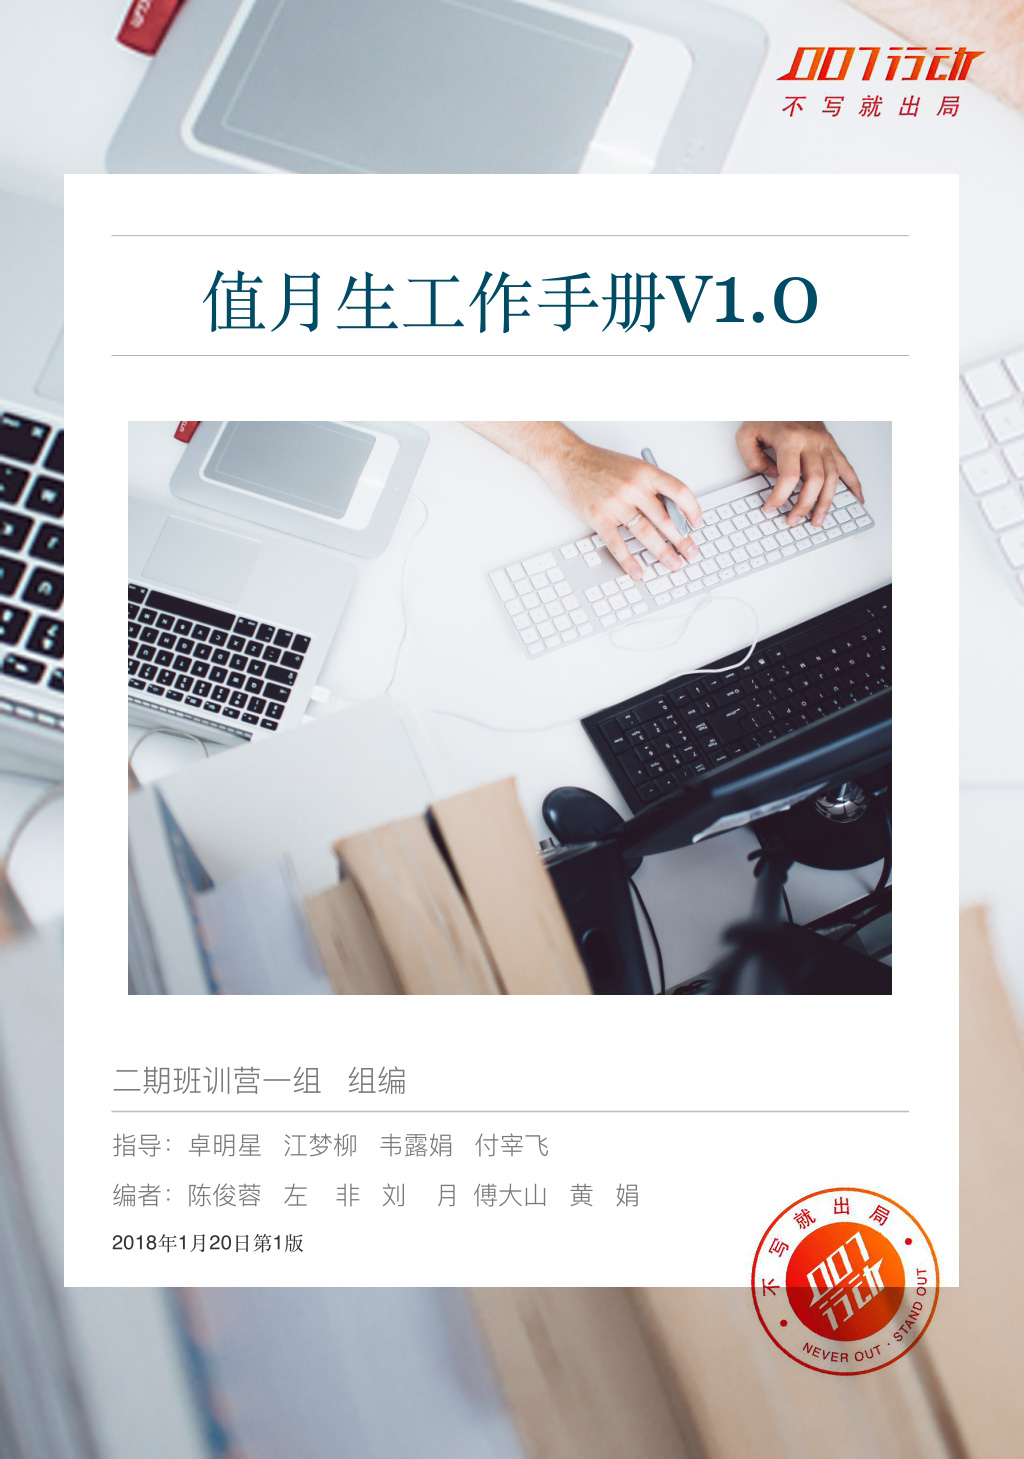 007行动
不写就出局
值月生工作手册V1.0
二期班训营一组 组编
指导：卓明星 江梦柳 韦露娟 付宰飞
编者：陈俊蓉 左 非 刘 月 傅大山 黄 娟
2018年1月20日第1版
不写就出局
007
行动
NEVER OUT · STAND OUT